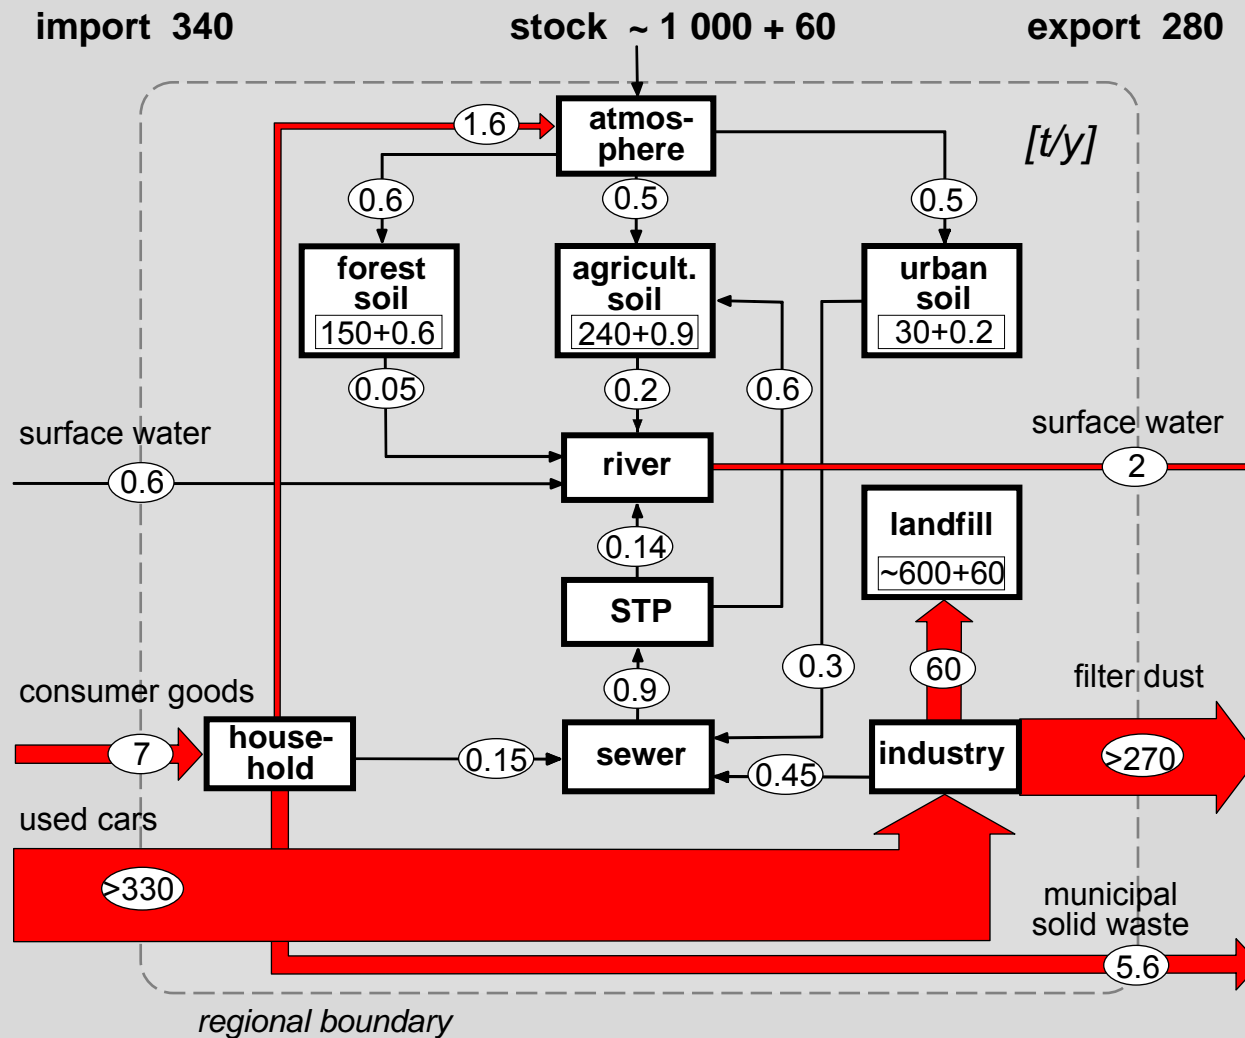 import 340
stock ~ 1 000 + 60
export 280
1.6
atmos-
phere
[t/y]
0.6
0.5
0.5
forest
soil
150+0.6
agricult.
soil
240+0.9
urban
soil
30+0.2
0.05
0.2
0.6
surface water
0.6
river
surface water
2
landfill
~600+60
0.14
STP
0.3
60
0.9
consumer goods
7
house-
hold
0.15
sewer
0.45
industry
filter dust
>270
used cars
>330
municipal
solid waste
5.6
regional boundary